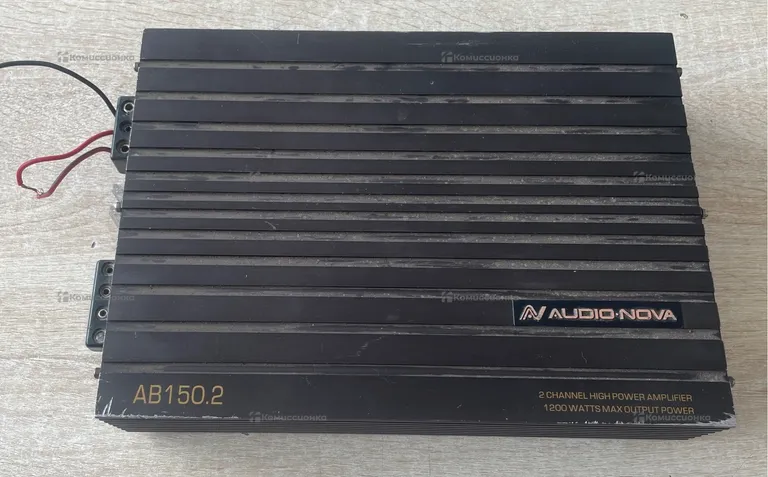 Комиссионка
Комиссионка
Комиссионка
Комиссионка
Комиссионка
Комиссионка
AUDIO·NOVA
AB150.2
2 CHANNEL HIGH POWER AMPLIFIER
1200 WATTS MAX OUTPUT POWER
Комиссионка
Комиссионка